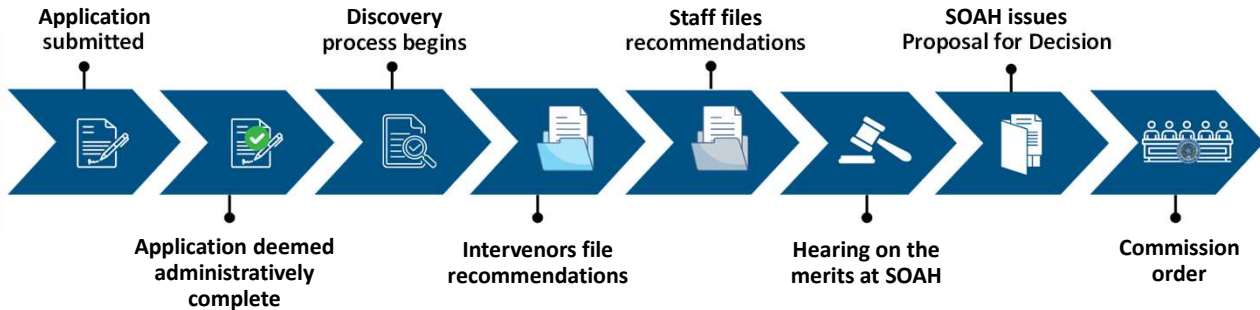 Application
submitted
Application deemed
administratively
complete
Discovery
process begins
Intervenors file
recommendations
Staff files
recommendations
Hearing on the
merits at SOAH
SOAH issues
Proposal for Decision
Commission
order